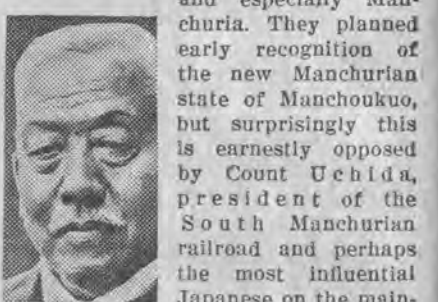 and especially Man-
churia. They planned
early recognition of
the new Manchurian
state of Manchoukuo,
but surprisingly this
is earnestly opposed
by Count Uchida,
president of the
South Manchurian
railroad and perhaps
the most influential
Japanese on the main-